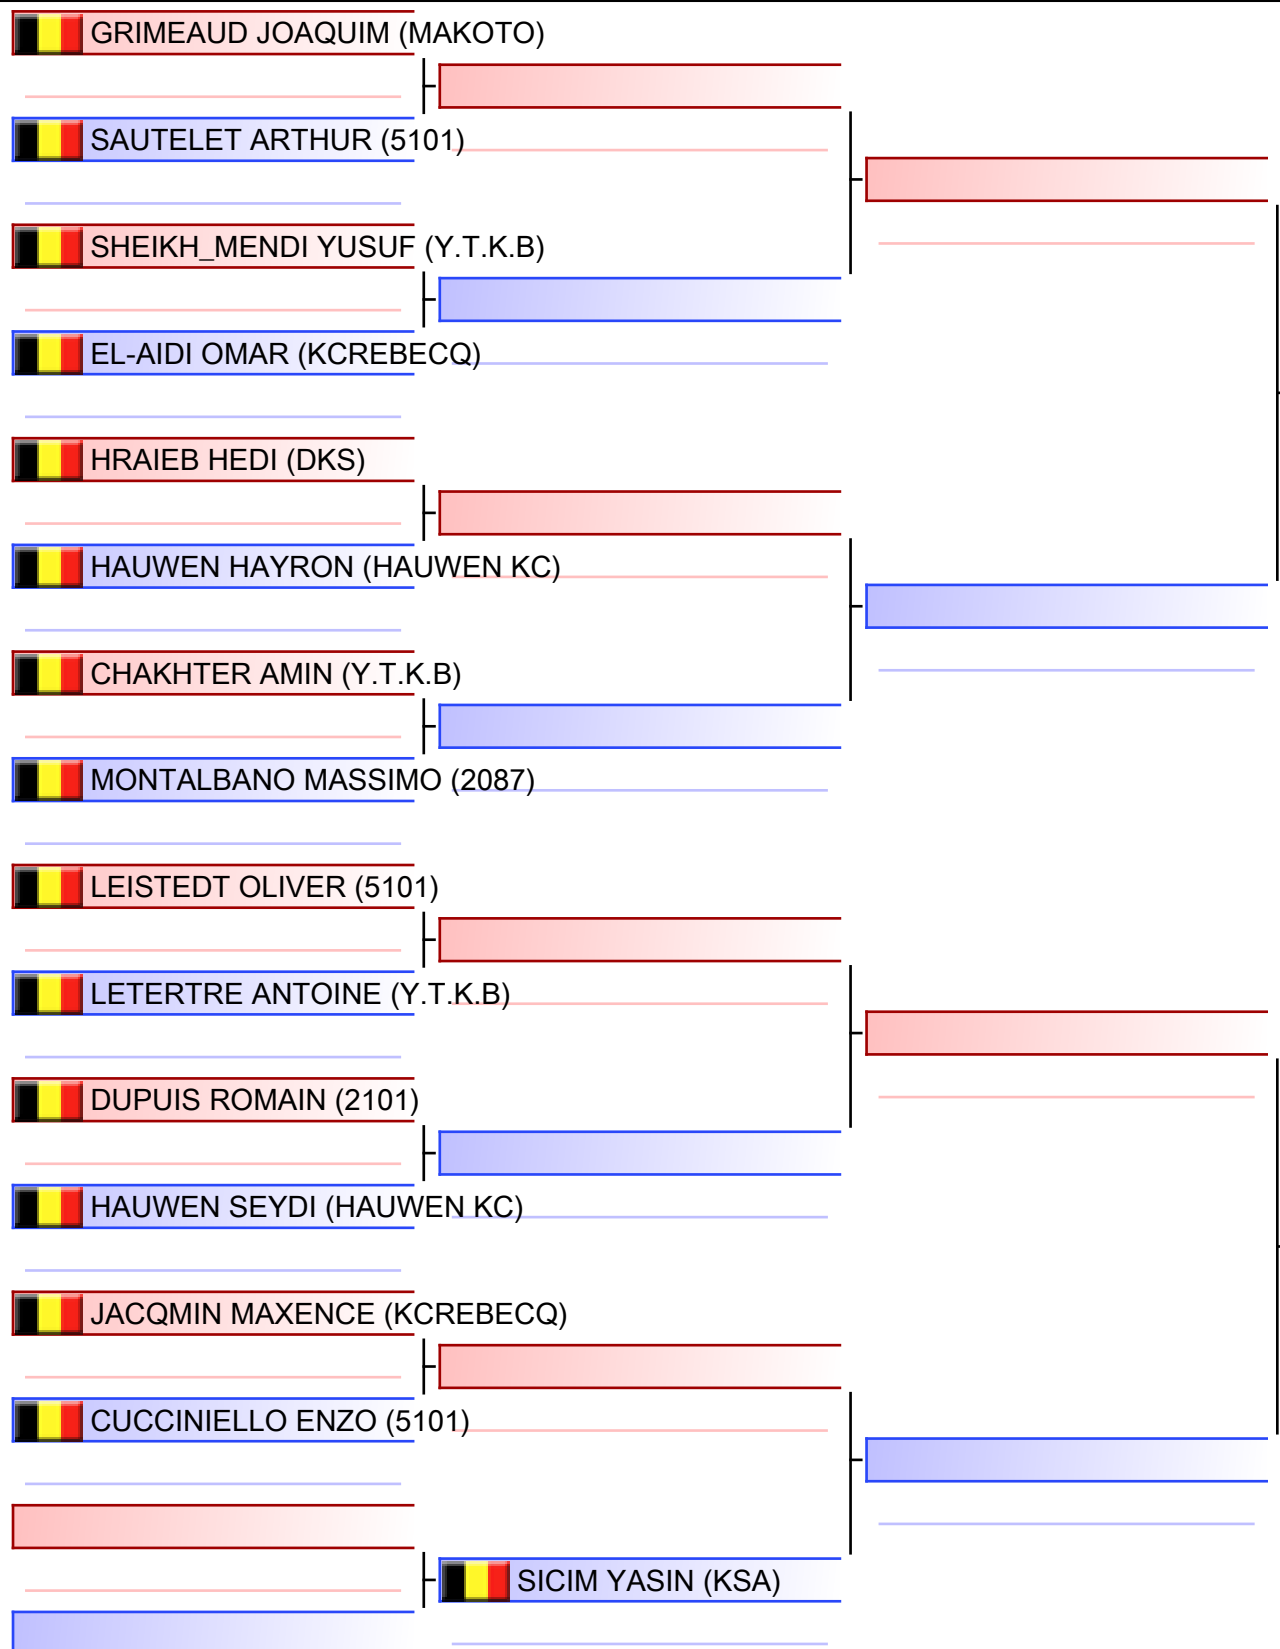 GRIMEAUD JOAQUIM (MAKOTO)
SAUTELET ARTHUR (5101)
SHEIKH_MENDI YUSUF (Y.T.K.B)
EL-AIDI OMAR (KCREBECQ)
HRAIEB HEDI (DKS)
HAUWEN HAYRON (HAUWEN KC)
CHAKHTER AMIN (Y.T.K.B)
MONTALBANO MASSIMO (2087)
LEISTEDT OLIVER (5101)
LETERTRE ANTOINE (Y.T.K.B)
DUPUIS ROMAIN (2101)
HAUWEN SEYDI (HAUWEN KC)
JACQMIN MAXENCE (KCREBECQ)
CUCCINIELLO ENZO (5101)
SICIM YASIN (KSA)